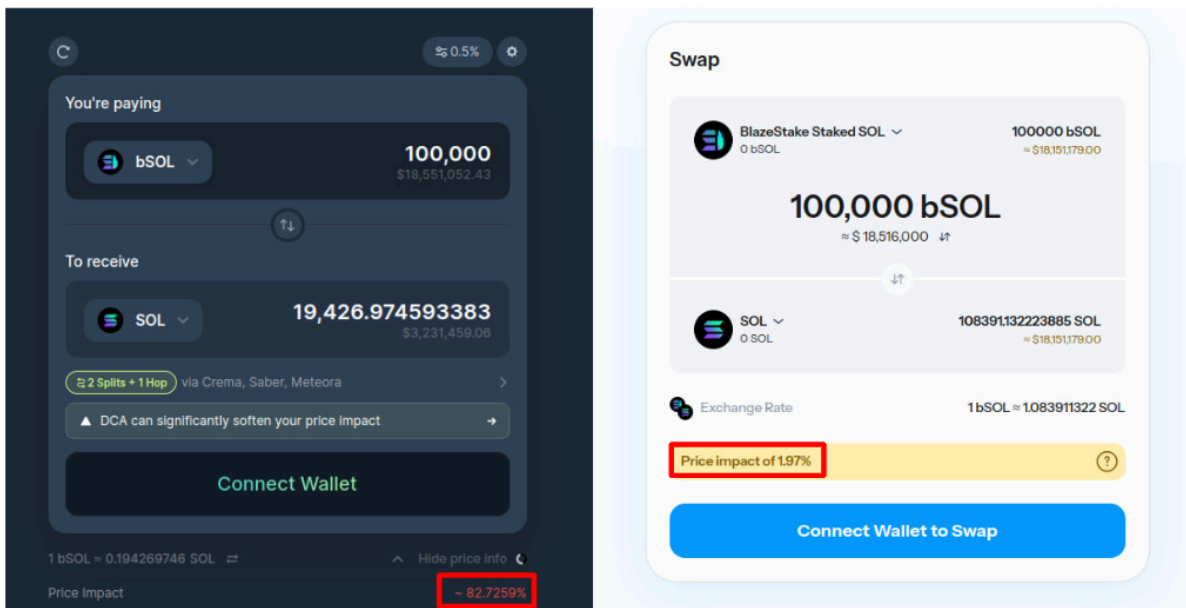 0.5%
You're paying
bSOL 100,000
$18,551,052.43
To receive
SOL 19,426.974593383
$3,231,459.06
2 Splits + 1 Hop via Crema, Saber, Meteora
DCA can significantly soften your price impact
Connect Wallet
1 bSOL ≈ 0.194269746 SOL Hide price info
Price Impact ~ 82.7259%
Swap
BlazeStake Staked SOL 100000 bSOL
0 bSOL ≈ $18,151,179.00
100,000 bSOL
≈ $ 18,516,000
SOL 108391.132223885 SOL
0 SOL ≈ $18,151,179.00
Exchange Rate 1 bSOL ≈ 1.083911322 SOL
Price impact of 1.97% ?
Connect Wallet to Swap